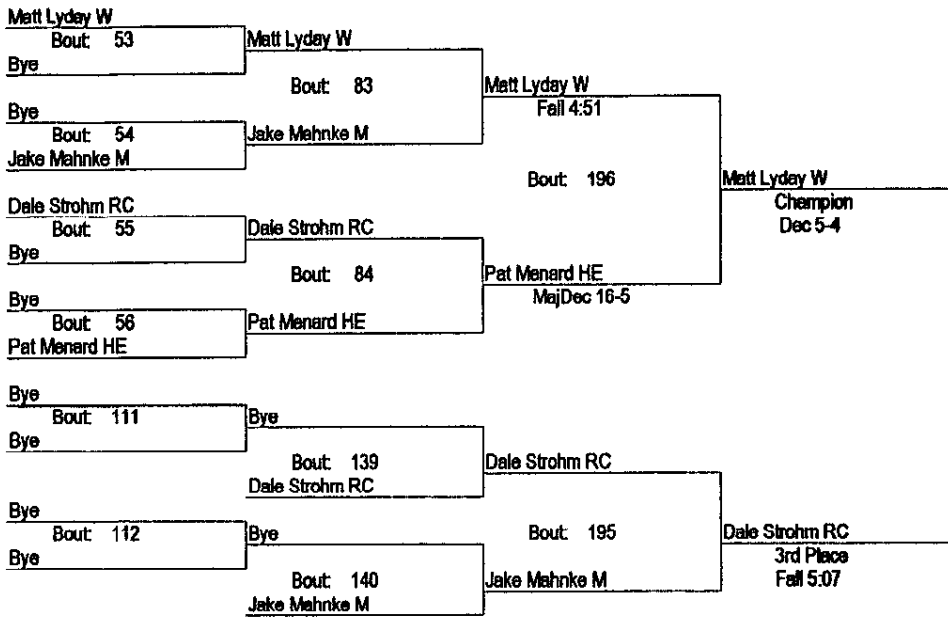 Matt Lyday W
Bout: 53
Bye
Matt Lyday W
Bout: 83
Bye
Bout: 54
Jake Mahnke M
Jake Mahnke M
Matt Lyday W
Fall 4:51
Bout: 196
Dale Strohm RC
Bout: 55
Bye
Dale Strohm RC
Bout: 84
Bye
Bout: 56
Pat Menard HE
Pat Menard HE
Pat Menard HE
MajDec 16-5
Matt Lyday W
Champion
Dec 5-4
Bye
Bout: 111
Bye
Bye
Bout: 139
Dale Strohm RC
Dale Strohm RC
Bout: 195
Bye
Bout: 112
Bye
Bye
Bout: 140
Jake Mahnke M
Jake Mahnke M
Dale Strohm RC
3rd Place
Fall 5:07